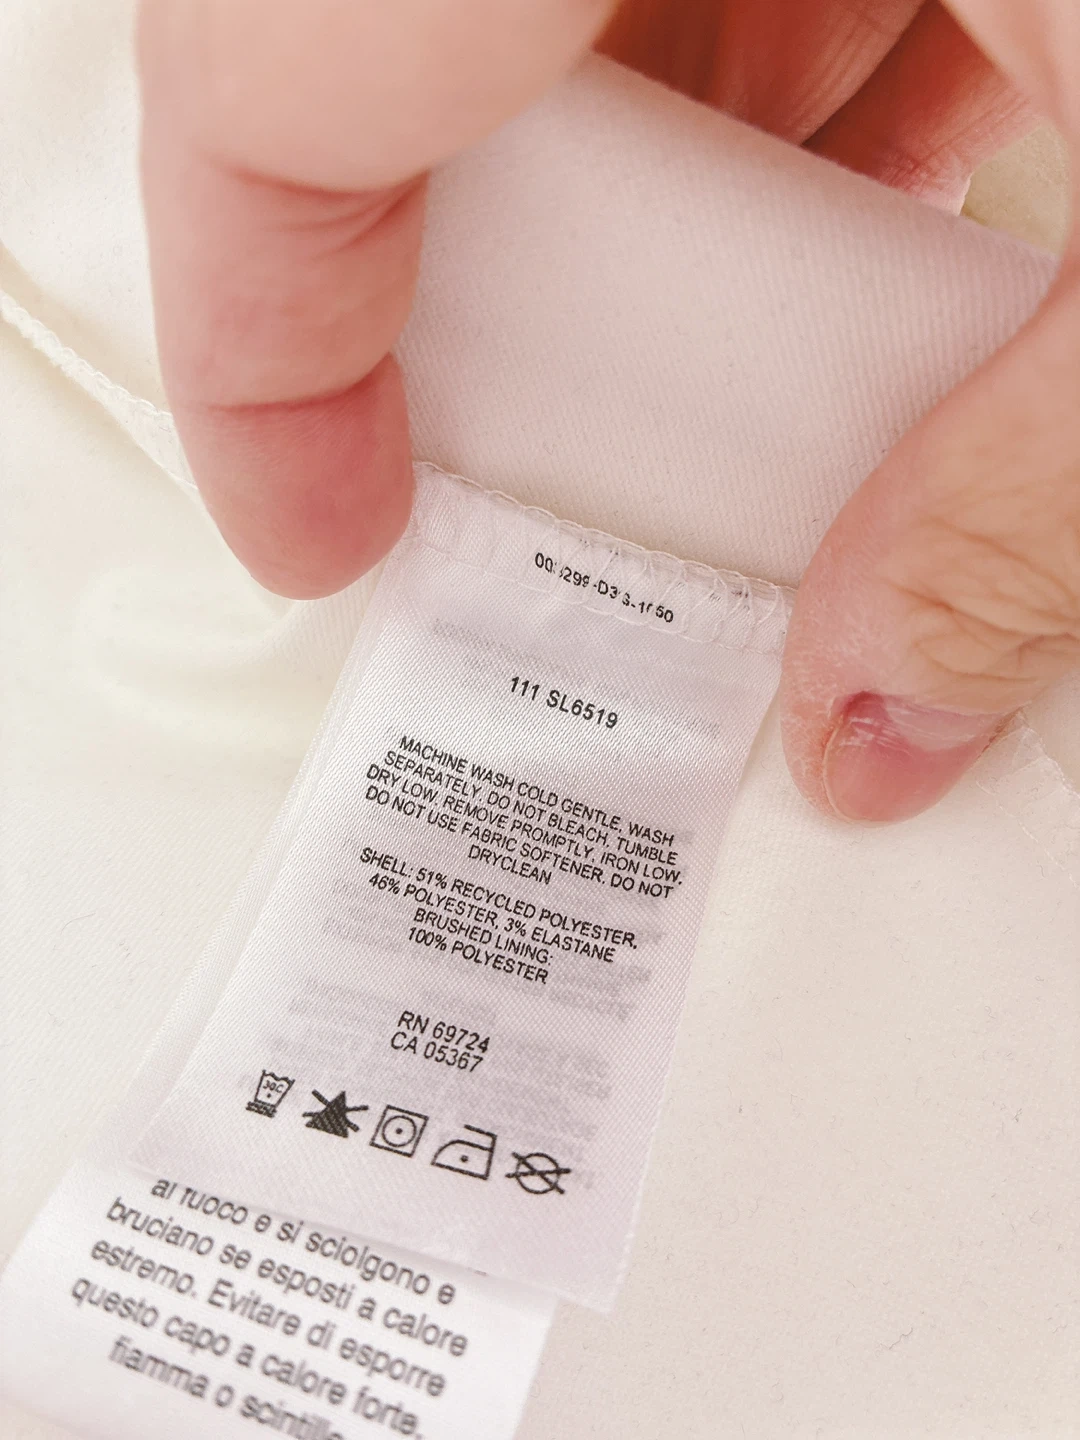 111 SL6519
MACHINE WASH COLD GENTLE, WASH
SEPARATELY, DO NOT BLEACH, TUMBLE
DRY LOW, REMOVE PROMPTLY, IRON LOW,
DO NOT USE FABRIC SOFTENER. DO NOT
DRYCLEAN
SHELL: 51% RECYCLED POLYESTER,
46% POLYESTER, 3% ELASTANE
BRUSHED LINING:
100% POLYESTER
RN 69724
CA 05367
30C
al fuoco e si sciolgono e
bruciano se esposti a calore
estremo. Evitare di esporre
questo capo a calore forte,
fiamma o